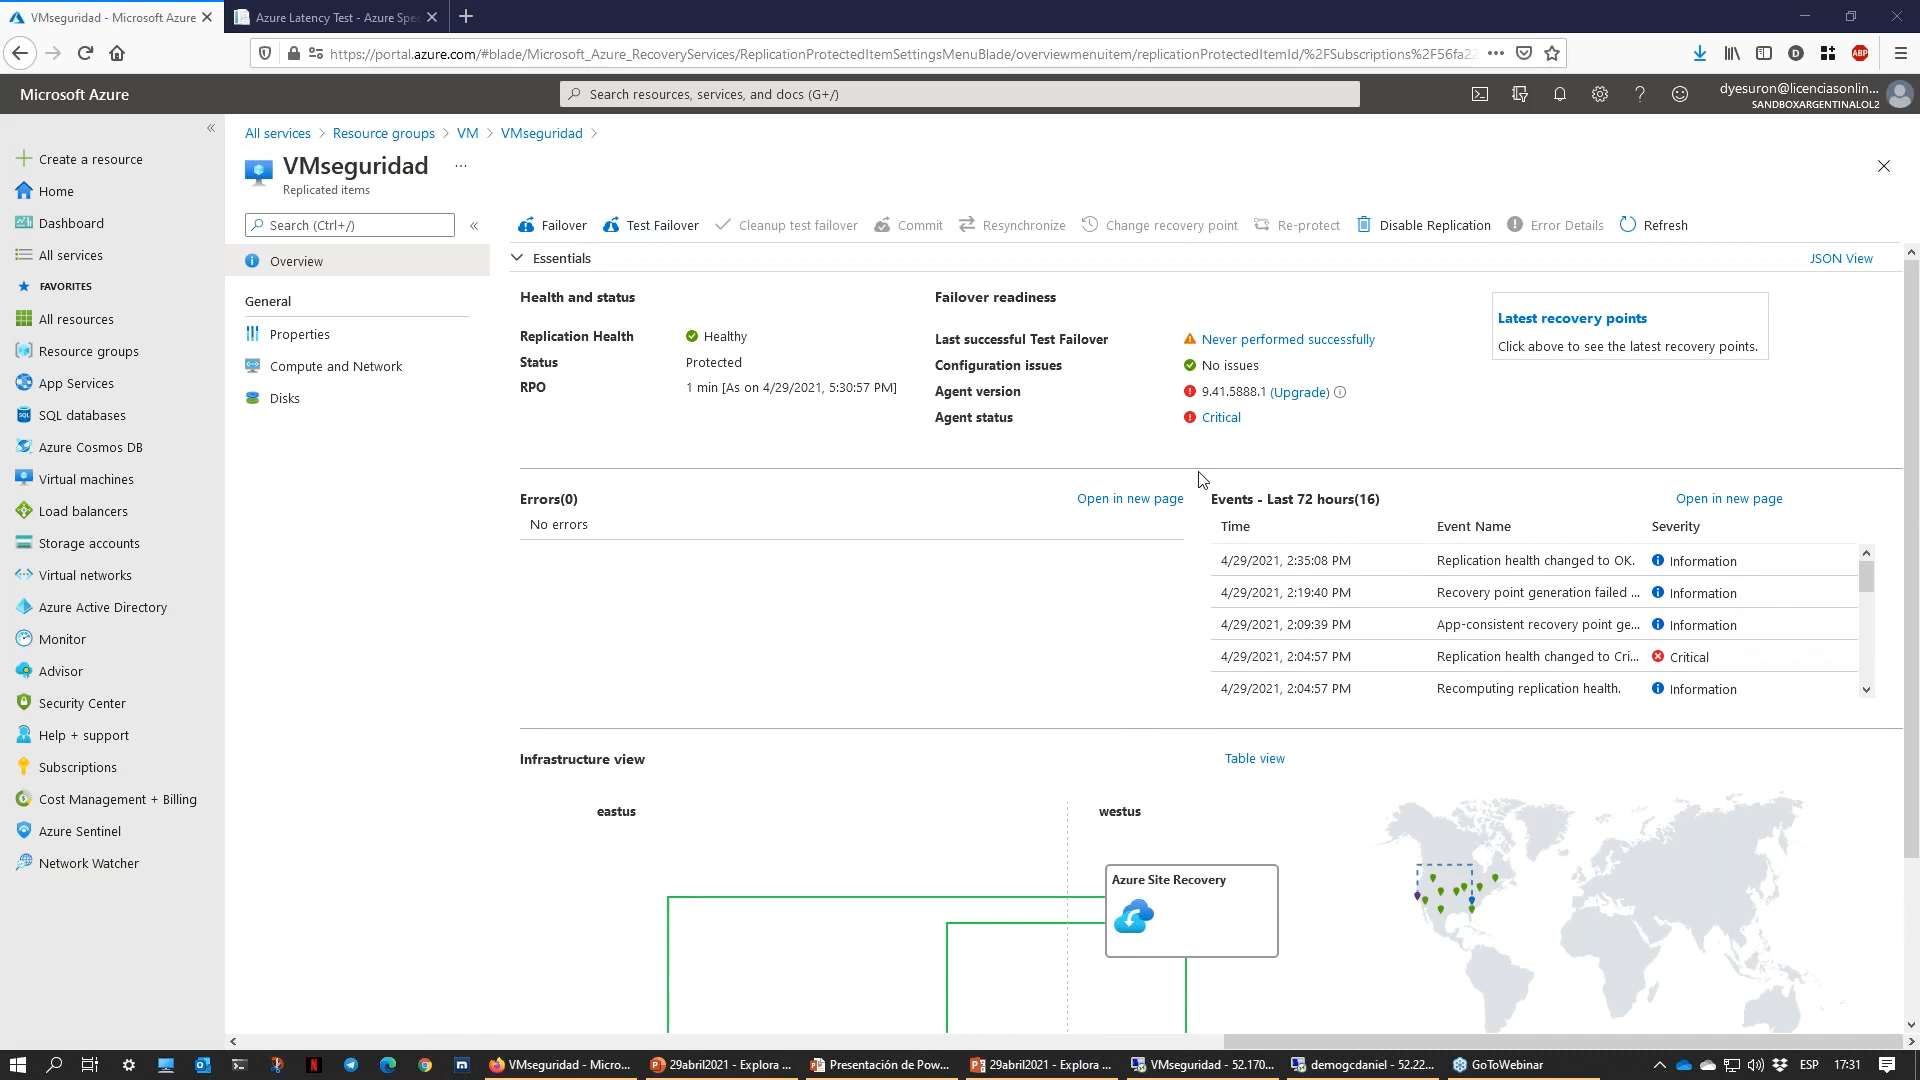 VMseguridad - Microsoft Azure
Azure Latency Test - Azure Spe
https://portal.azure.com/#blade/Microsoft_Azure_RecoveryServices/ReplicationProtectedItemSettingsMenuBlade/overviewmenuitem/replicationProtectedItemId/%2FSubscriptions%2F56fa22
D
ABP
Microsoft Azure
Search resources, services, and docs (G+/)
dyesuron@licenciasonlin...
SANDBOXARGENTINALOL2
Create a resource
Home
Dashboard
All services
FAVORITES
All resources
Resource groups
App Services
SQL databases
Azure Cosmos DB
Virtual machines
Load balancers
Storage accounts
Virtual networks
Azure Active Directory
Monitor
Advisor
Security Center
Help + support
Subscriptions
Cost Management + Billing
Azure Sentinel
Network Watcher
All services > Resource groups > VM > VMseguridad >
VMseguridad ...
Replicated items
Search (Ctrl+/)
Overview
General
Properties
Compute and Network
Disks
Failover Test Failover Cleanup test failover Commit Resynchronize Change recovery point Re-protect Disable Replication Error Details Refresh
Essentials
JSON View
Health and status
Replication Health Healthy
Status Protected
RPO 1 min [As on 4/29/2021, 5:30:57 PM]
Failover readiness
Last successful Test Failover Never performed successfully
Configuration issues No issues
Agent version 9.41.5888.1 (Upgrade)
Agent status Critical
Latest recovery points
Click above to see the latest recovery points.
Errors(0) Open in new page
No errors
Events - Last 72 hours(16) Open in new page
Time Event Name Severity
4/29/2021, 2:35:08 PM Replication health changed to OK. Information
4/29/2021, 2:19:40 PM Recovery point generation failed ... Information
4/29/2021, 2:09:39 PM App-consistent recovery point ge... Information
4/29/2021, 2:04:57 PM Replication health changed to Cri... Critical
4/29/2021, 2:04:57 PM Recomputing replication health. Information
Infrastructure view
Table view
eastus
westus
Azure Site Recovery
VMseguridad - Micro...
29abril2021 - Explora ...
Presentación de Pow...
29abril2021 - Explora ...
VMseguridad - 52.170...
demogcdaniel - 52.22...
GoToWebinar
ESP
17:31